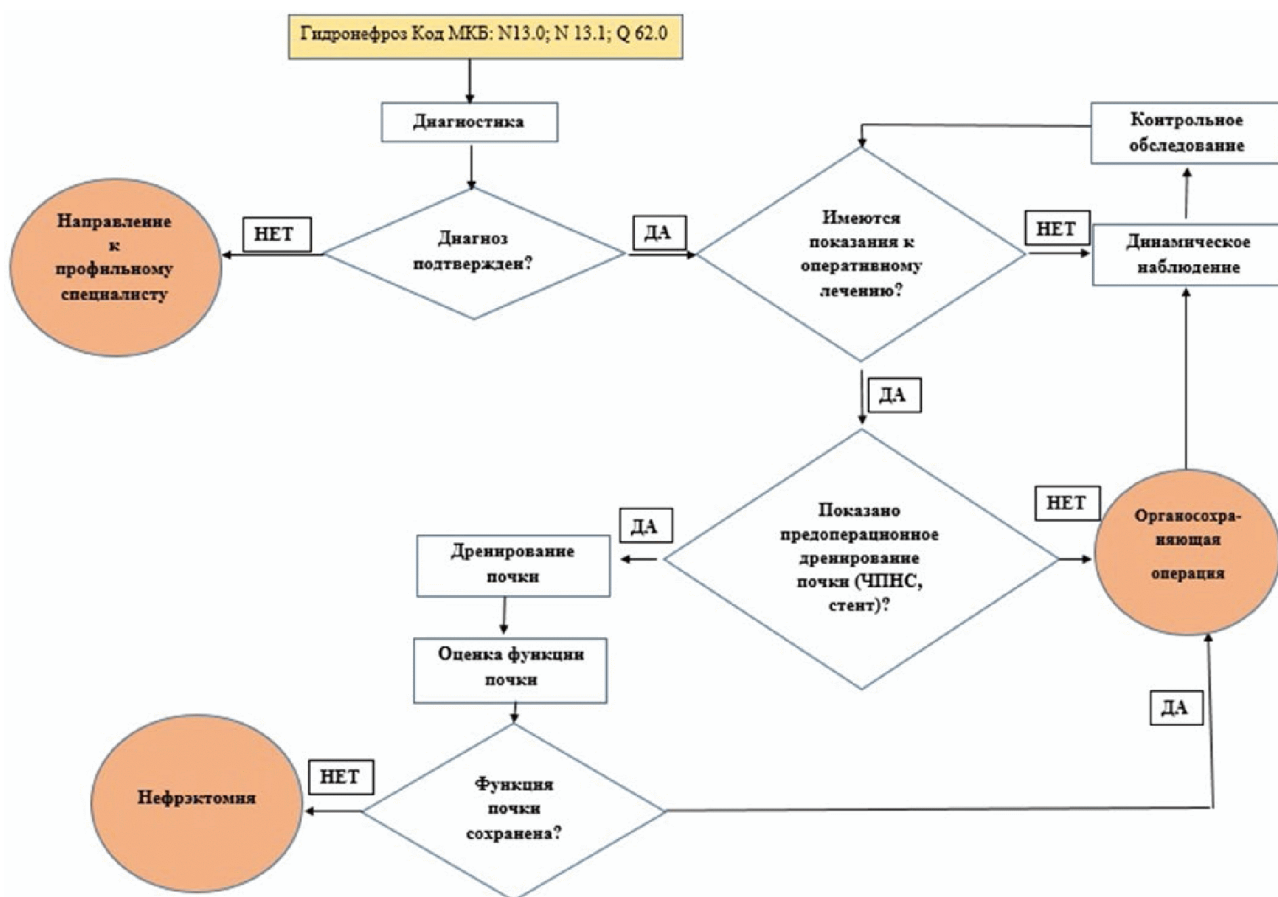 Гидронефроз Код МКБ: N13.0; N 13.1; Q 62.0
Диагностика
Контрольное
обследование
Направление
к
профильному
специалисту
НЕТ
Диагноз
подтвержден?
ДА
Имеются
показания к
оперативному
лечению?
НЕТ
Динамическое
наблюдение
ДА
Показано
предоперационное
дренирование
почки (ЧПНС,
стент)?
ДА
НЕТ
Органосохра-
няющая
операция
Дренирование
почки
Оценка функции
почки
ДА
Нефрэктомия
НЕТ
Функция
почки
сохранена?